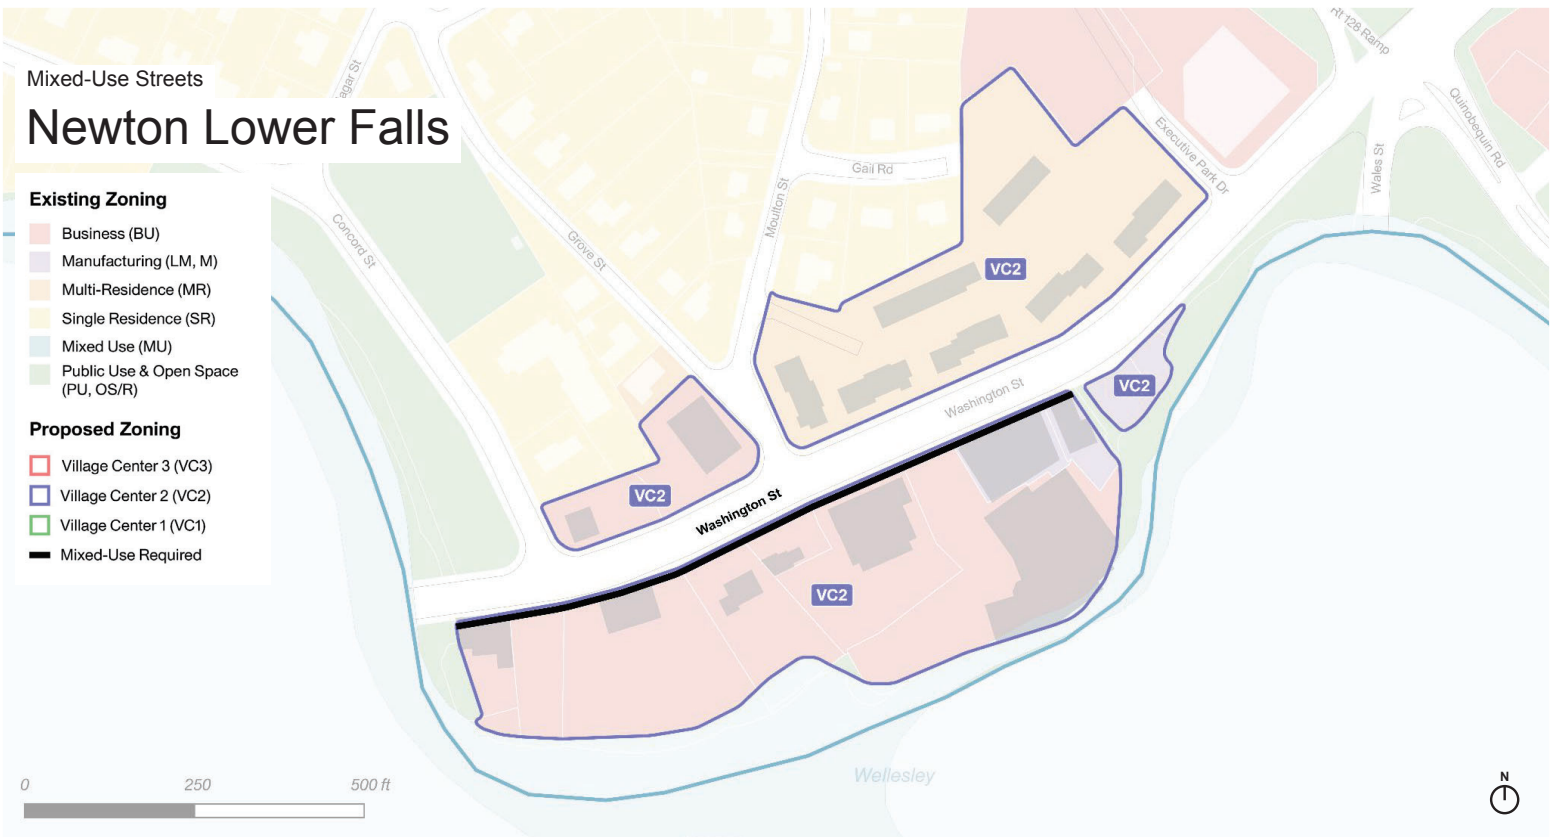 Mixed-Use Streets
Newton Lower Falls
Existing Zoning
Business (BU)
Manufacturing (LM, M)
Multi-Residence (MR)
Single Residence (SR)
Mixed Use (MU)
Public Use & Open Space
(PU, OS/R)
Proposed Zoning
Village Center 3 (VC3)
Village Center 2 (VC2)
Village Center 1 (VC1)
Mixed-Use Required
agar St
Concord St
Grove St
Moulton St
Gail Rd
Executive Park Dr
Rt 128 Ramp
Quinobequin Rd
Wales St
VC2
VC2
Washington St
VC2
Washington St
VC2
Wellesley
0 250 500 ft
N